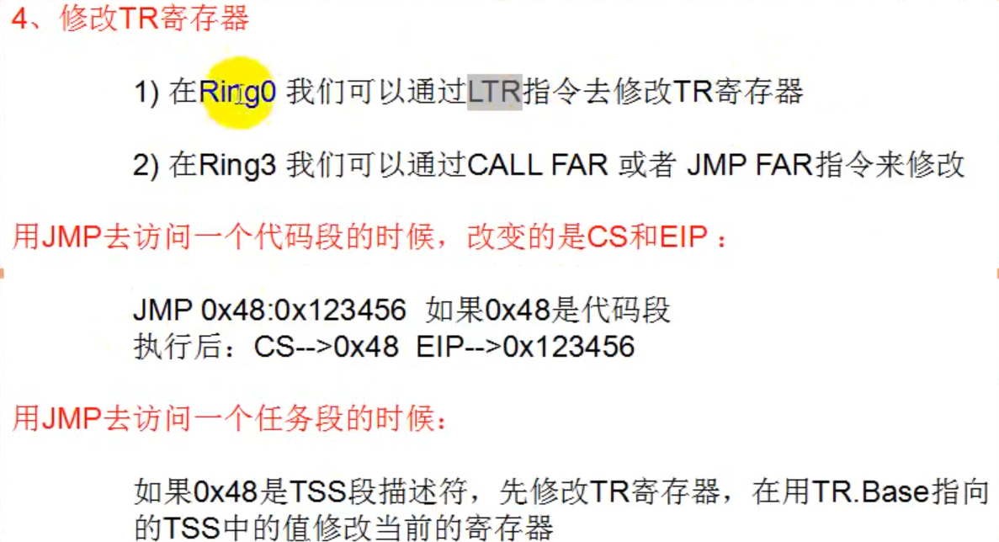 4、修改TR寄存器
1) 在Ring0 我们可以通过LTR指令去修改TR寄存器
2) 在Ring3 我们可以通过CALL FAR 或者 JMP FAR指令来修改
用JMP去访问一个代码段的时候，改变的是CS和EIP：
JMP 0x48:0x123456 如果0x48是代码段
执行后：CS-->0x48 EIP-->0x123456
用JMP去访问一个任务段的时候：
如果0x48是TSS段描述符，先修改TR寄存器，在用TR.Base指向
的TSS中的值修改当前的寄存器